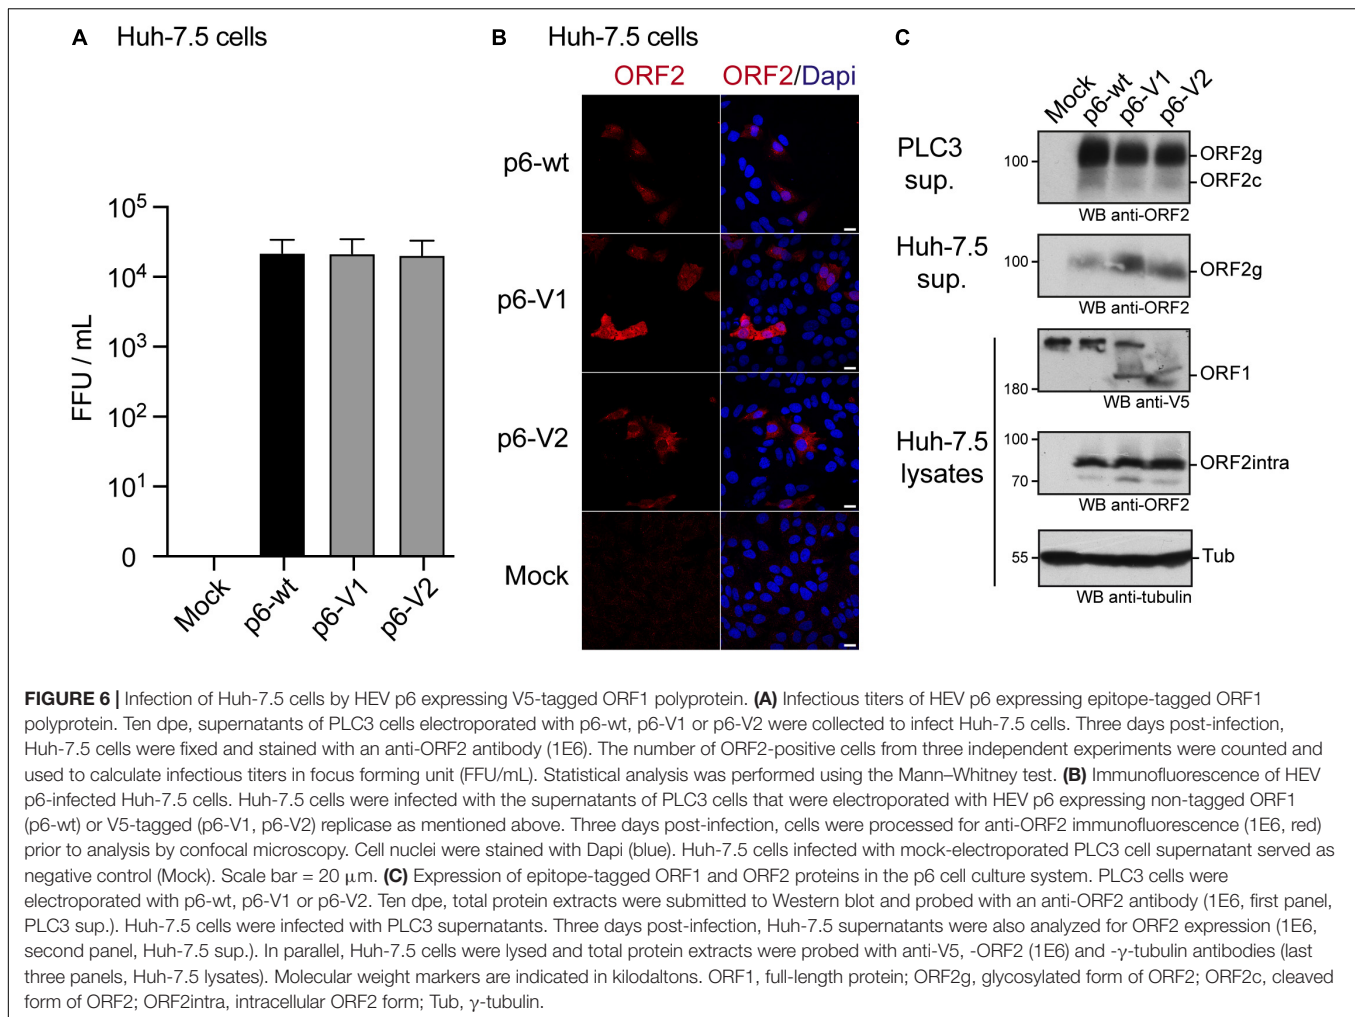 A Huh-7.5 cells
FFU / mL
10⁵
10⁴
10³
10²
10¹
0
Mock
p6-wt
p6-V1
p6-V2
B Huh-7.5 cells
ORF2 ORF2/Dapi
p6-wt
p6-V1
p6-V2
Mock
C
Mock
p6-wt
p6-V1
p6-V2
PLC3
sup.
100
ORF2g
ORF2c
WB anti-ORF2
Huh-7.5
sup.
100
ORF2g
WB anti-ORF2
Huh-7.5
lysates
180
ORF1
WB anti-V5
100
70
ORF2intra
WB anti-ORF2
55
Tub
WB anti-tubulin
FIGURE 6 | Infection of Huh-7.5 cells by HEV p6 expressing V5-tagged ORF1 polyprotein. (A) Infectious titers of HEV p6 expressing epitope-tagged ORF1
polyprotein. Ten dpe, supernatants of PLC3 cells electroporated with p6-wt, p6-V1 or p6-V2 were collected to infect Huh-7.5 cells. Three days post-infection,
Huh-7.5 cells were fixed and stained with an anti-ORF2 antibody (1E6). The number of ORF2-positive cells from three independent experiments were counted and
used to calculate infectious titers in focus forming unit (FFU/mL). Statistical analysis was performed using the Mann–Whitney test. (B) Immunofluorescence of HEV
p6-infected Huh-7.5 cells. Huh-7.5 cells were infected with the supernatants of PLC3 cells that were electroporated with HEV p6 expressing non-tagged ORF1
(p6-wt) or V5-tagged (p6-V1, p6-V2) replicase as mentioned above. Three days post-infection, cells were processed for anti-ORF2 immunofluorescence (1E6, red)
prior to analysis by confocal microscopy. Cell nuclei were stained with Dapi (blue). Huh-7.5 cells infected with mock-electroporated PLC3 cell supernatant served as
negative control (Mock). Scale bar = 20 μm. (C) Expression of epitope-tagged ORF1 and ORF2 proteins in the p6 cell culture system. PLC3 cells were
electroporated with p6-wt, p6-V1 or p6-V2. Ten dpe, total protein extracts were submitted to Western blot and probed with an anti-ORF2 antibody (1E6, first panel,
PLC3 sup.). Huh-7.5 cells were infected with PLC3 supernatants. Three days post-infection, Huh-7.5 supernatants were also analyzed for ORF2 expression (1E6,
second panel, Huh-7.5 sup.). In parallel, Huh-7.5 cells were lysed and total protein extracts were probed with anti-V5, -ORF2 (1E6) and -γ-tubulin antibodies (last
three panels, Huh-7.5 lysates). Molecular weight markers are indicated in kilodaltons. ORF1, full-length protein; ORF2g, glycosylated form of ORF2; ORF2c, cleaved
form of ORF2; ORF2intra, intracellular ORF2 form; Tub, γ-tubulin.